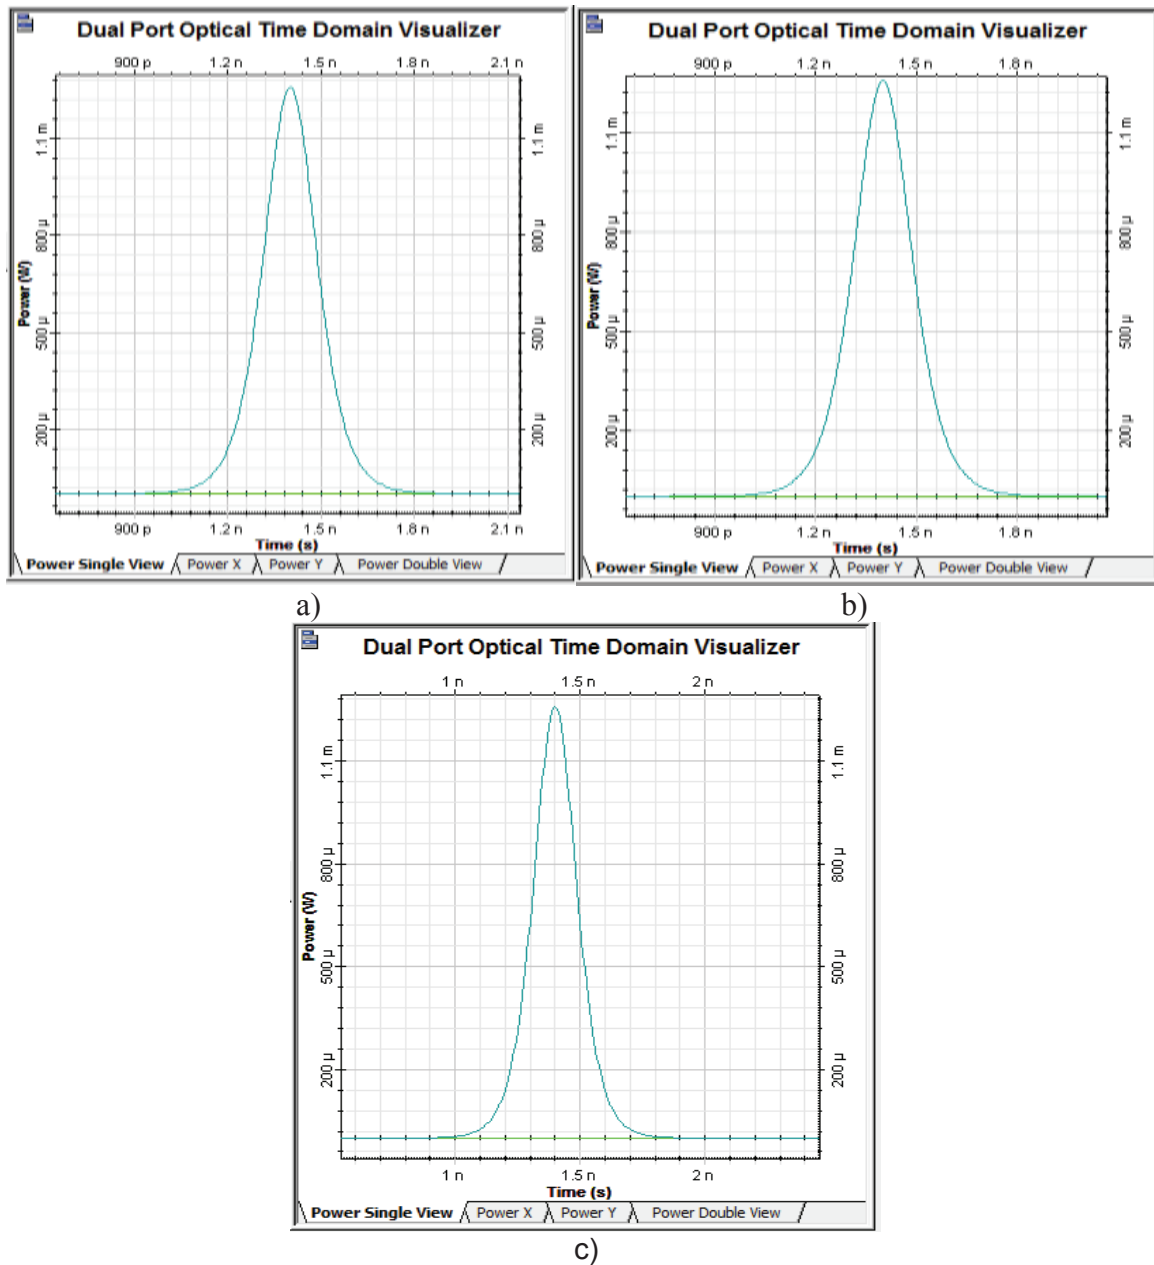 Dual Port Optical Time Domain Visualizer
900 p 1.2 n 1.5 n 1.8 n 2.1 n
1.1 m
800 µ
500 µ
200 µ
Power (W)
1.1 m
800 µ
500 µ
200 µ
900 p 1.2 n 1.5 n 1.8 n 2.1 n
Time (s)
Power Single View Power X Power Y Power Double View
a)
Dual Port Optical Time Domain Visualizer
900 p 1.2 n 1.5 n 1.8 n
1.1 m
800 µ
500 µ
200 µ
Power (W)
1.1 m
800 µ
500 µ
200 µ
900 p 1.2 n 1.5 n 1.8 n
Time (s)
Power Single View Power X Power Y Power Double View
b)
Dual Port Optical Time Domain Visualizer
1 n 1.5 n 2 n
1.1 m
800 µ
500 µ
200 µ
Power (W)
1.1 m
800 µ
500 µ
200 µ
1 n 1.5 n 2 n
Time (s)
Power Single View Power X Power Y Power Double View
c)